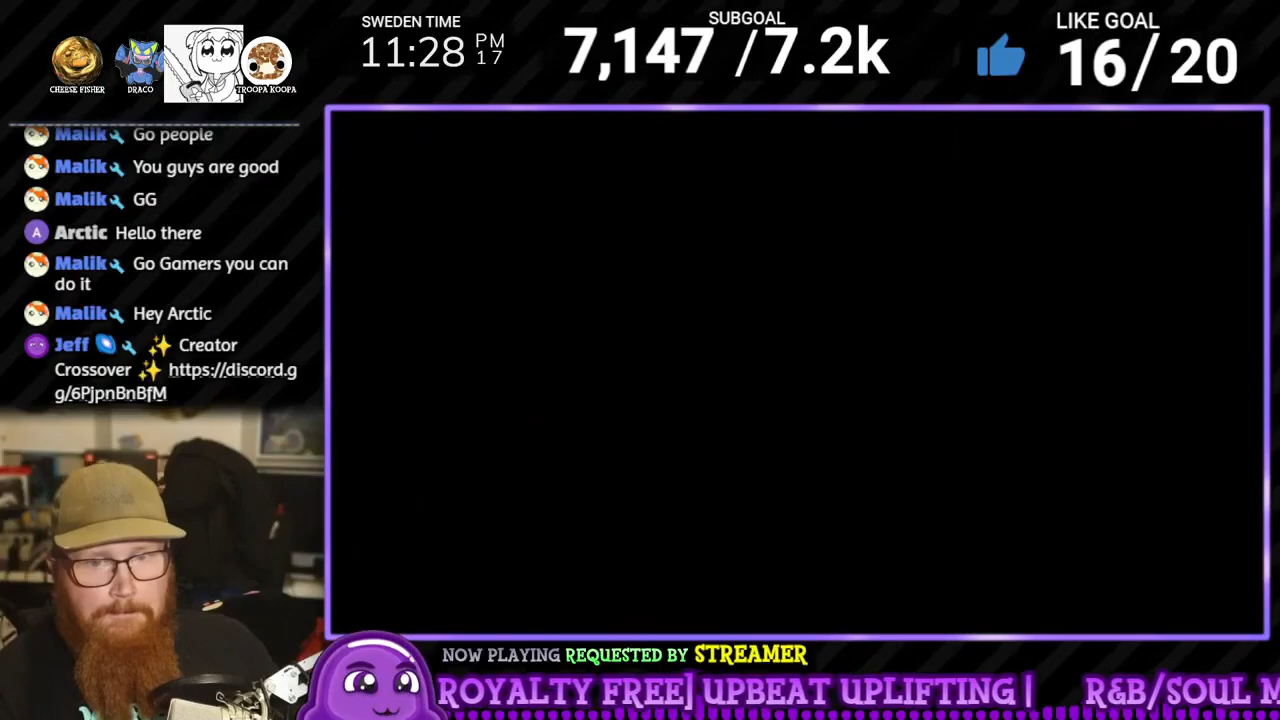 SWEDEN TIME
11:28 PM
17
SUBGOAL
7,147 /7.2k
LIKE GOAL
16/ 20
CHEESE FISHER
DRACO
TROOPA KOOPA
Malik Go people
Malik You guys are good
Malik GG
A Arctic Hello there
Malik Go Gamers you can
do it
Malik Hey Arctic
Jeff ✨ Creator
Crossover ✨ https://discord.g
g/6PjpnBnBfM
NOW PLAYING REQUESTED BY STREAMER
ROYALTY FREE] UPBEAT UPLIFTING | R&B/SOUL M